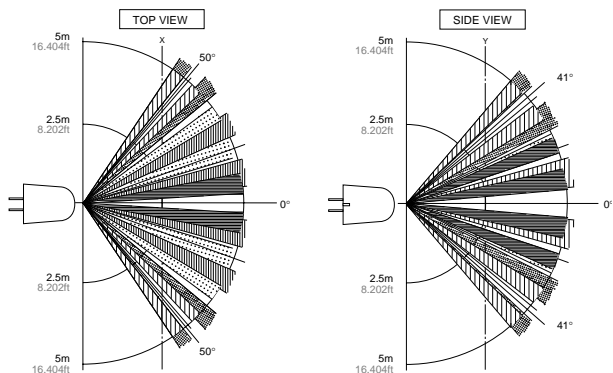 TOP VIEW
5m
16.404ft
X
50°
2.5m
8.202ft
0°
2.5m
8.202ft
5m
16.404ft
50°
SIDE VIEW
5m
16.404ft
Y
41°
2.5m
8.202ft
0°
2.5m
8.202ft
5m
16.404ft
41°